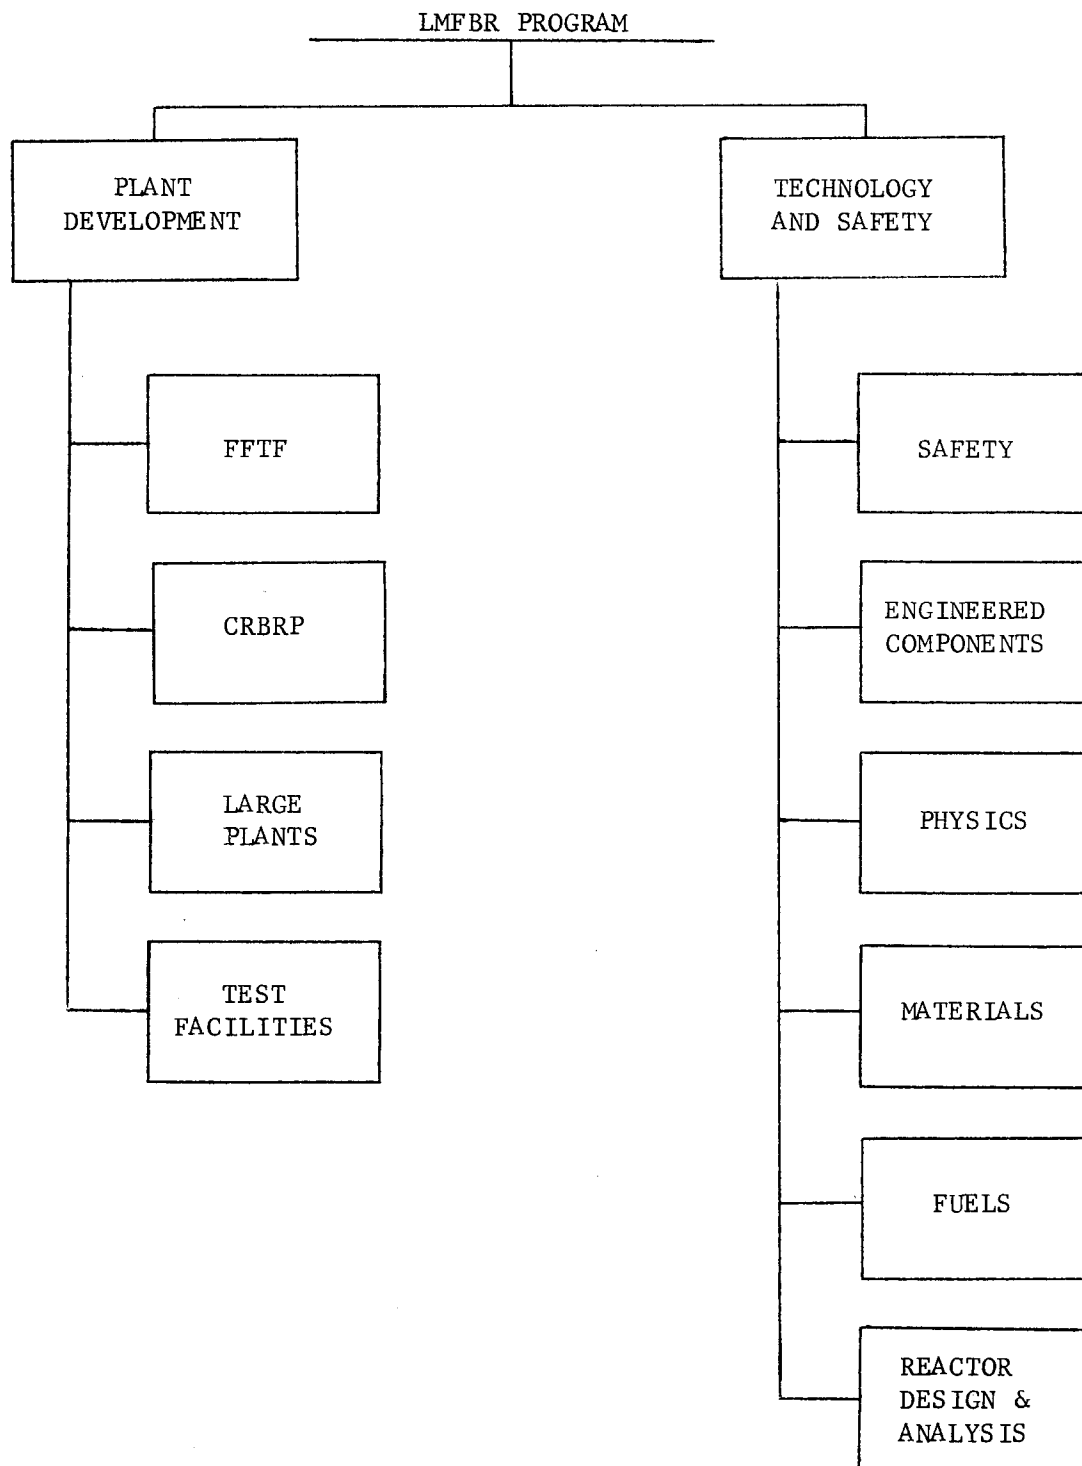 LMFBR PROGRAM
PLANT
DEVELOPMENT
TECHNOLOGY
AND SAFETY
FFTF
CRBRP
LARGE
PLANTS
TEST
FACILITIES
SAFETY
ENGINEERED
COMPONENTS
PHYSICS
MATERIALS
FUELS
REACTOR
DESIGN &
ANALYSIS